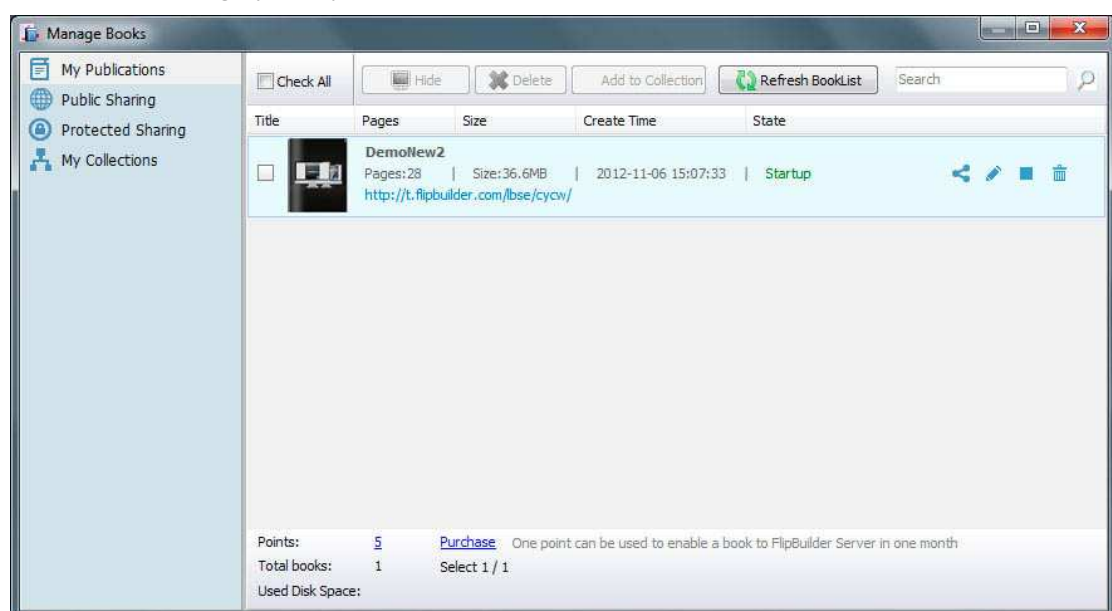 Manage Books
My Publications
Public Sharing
Protected Sharing
My Collections
Check All Hide Delete Add to Collection Refresh BookList Search
Title Pages Size Create Time State
DemoNew2
Pages:28 | Size:36.6MB | 2012-11-06 15:07:33 | Startup
http://t.flipbuilder.com/lbse/cycw/
Points: 5 Purchase One point can be used to enable a book to FlipBuilder Server in one month
Total books: 1 Select 1 / 1
Used Disk Space: